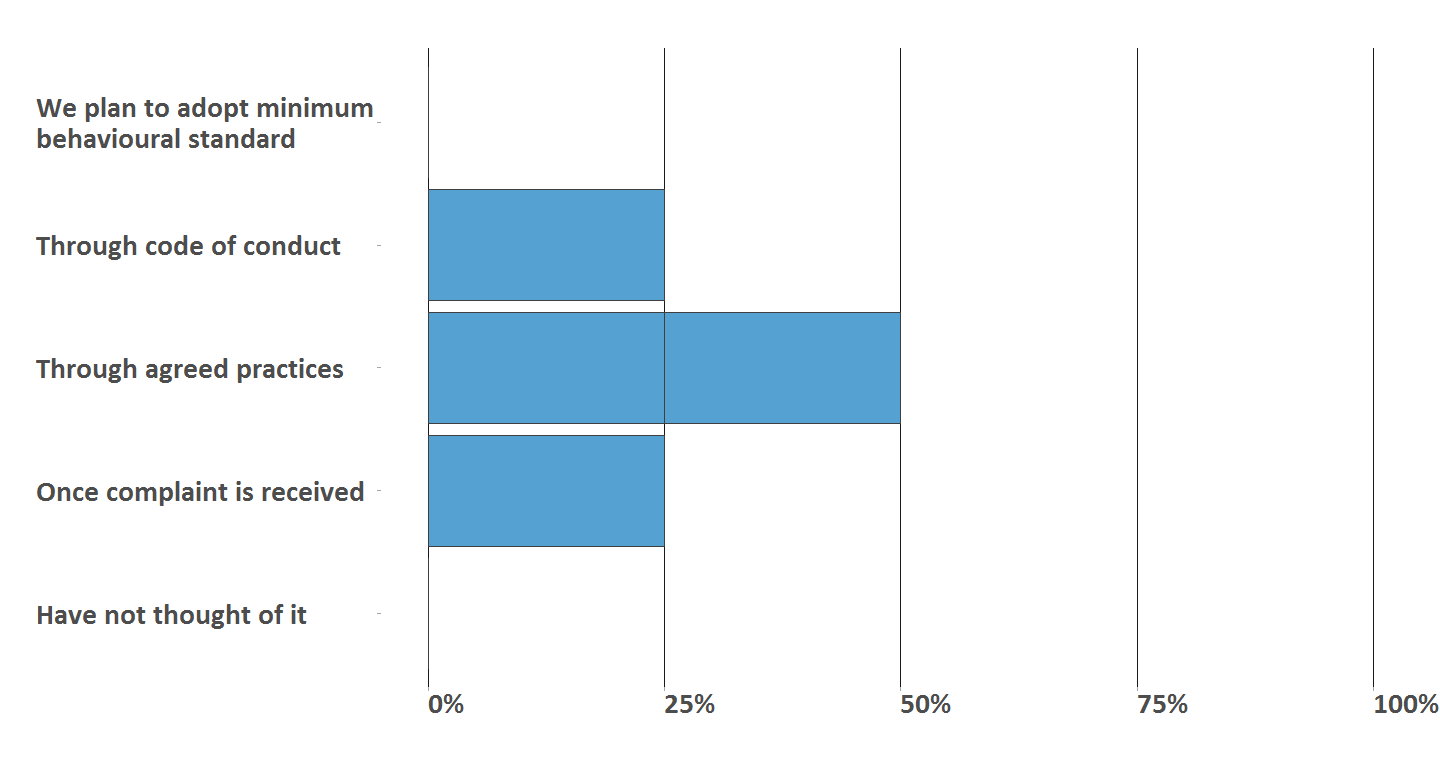 We plan to adopt minimum
behavioural standard
Through code of conduct
Through agreed practices
Once complaint is received
Have not thought of it
0% 25% 50% 75% 100%